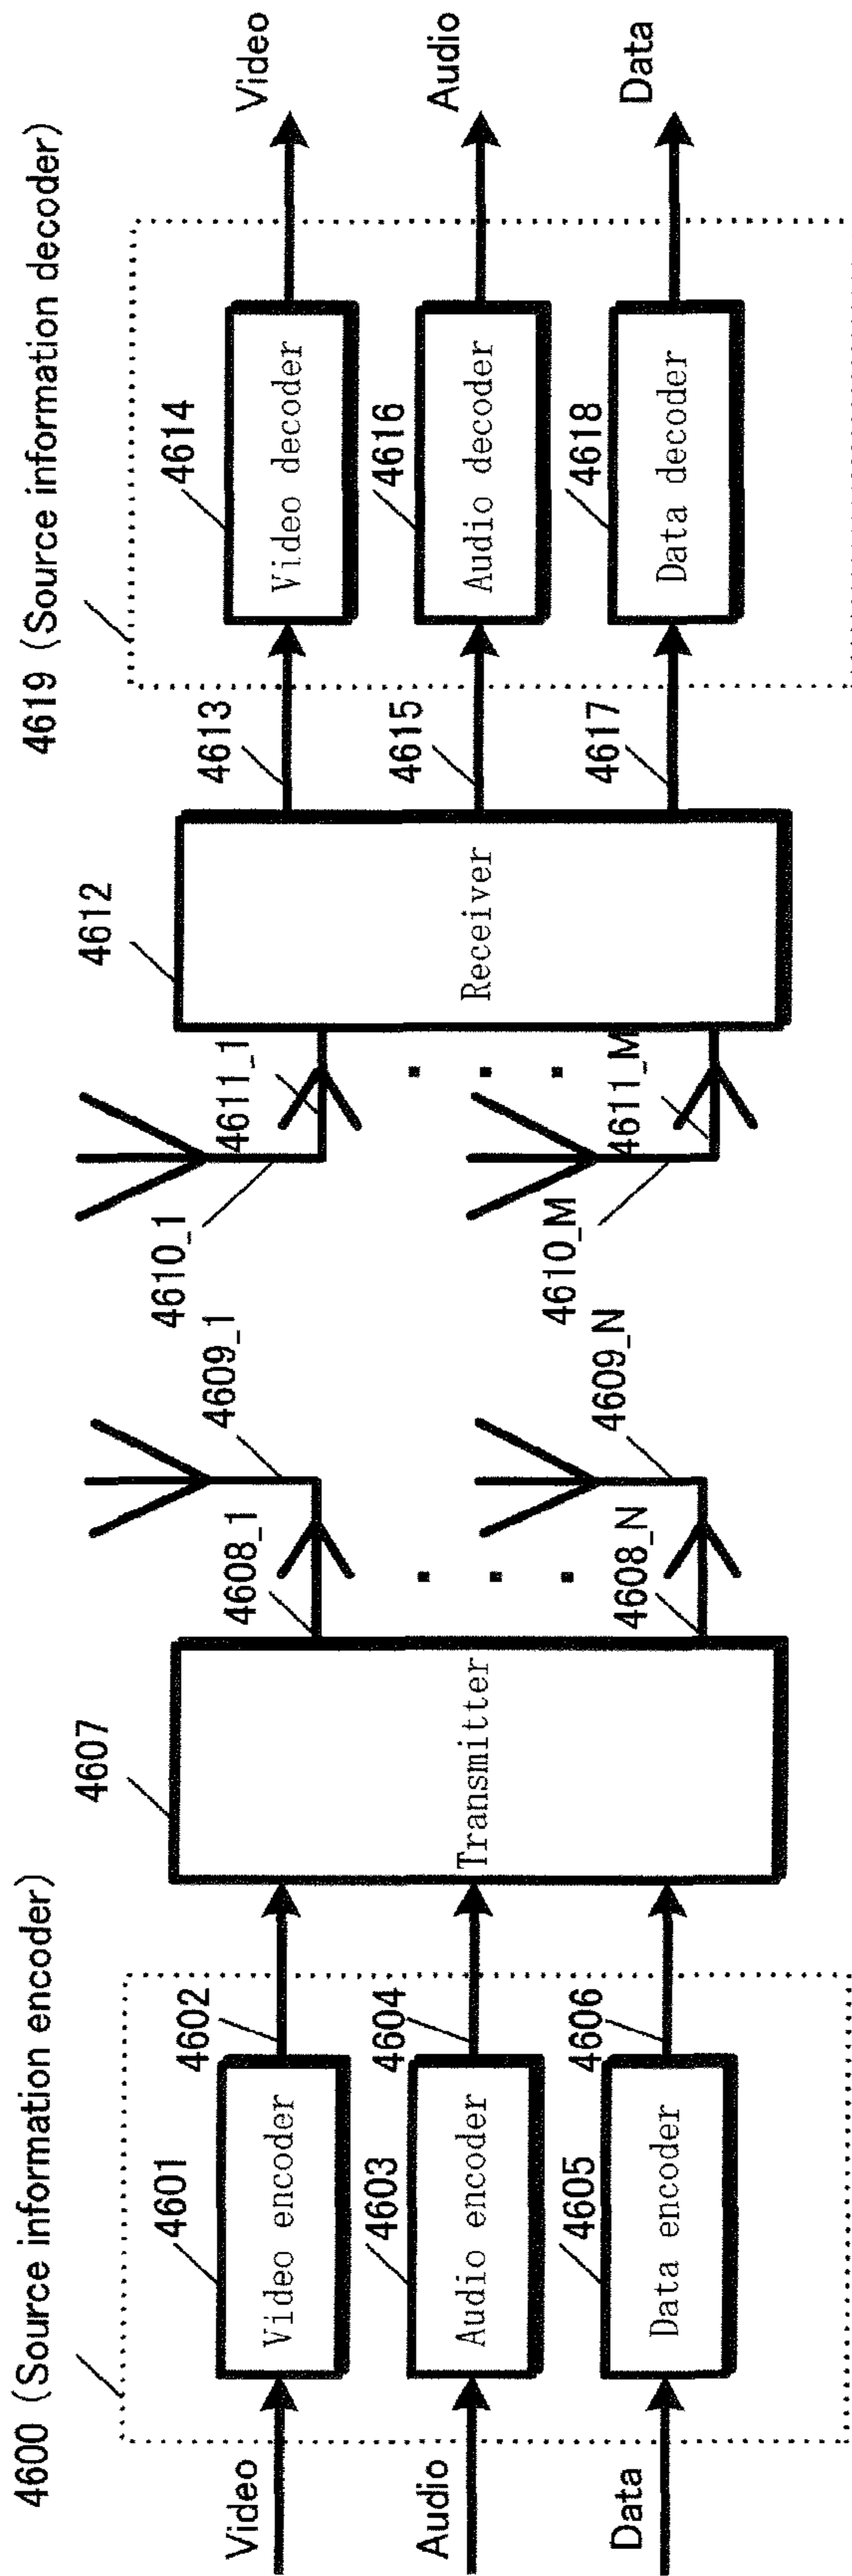 4600 (Source information encoder)
Video
4601
Video encoder
4602
Audio
4603
Audio encoder
4604
Data
4605
Data encoder
4606
4607
Transmitter
4608_1
4609_1
4608_N
4609_N
4610_1
4611_1
4610_M
4611_M
4612
Receiver
4613
4615
4617
4619 (Source information decoder)
4614
Video decoder
Video
4616
Audio decoder
Audio
4618
Data decoder
Data